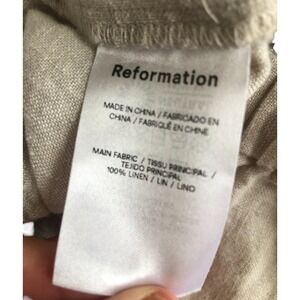 Reformation
MADE IN CHINA / FABRICADO EN
CHINA / FABRIQUÉ EN CHINE
MAIN FABRIC / TISSU PRINCIPAL /
TEJIDO PRINCIPAL
100% LINEN / LIN / LINO